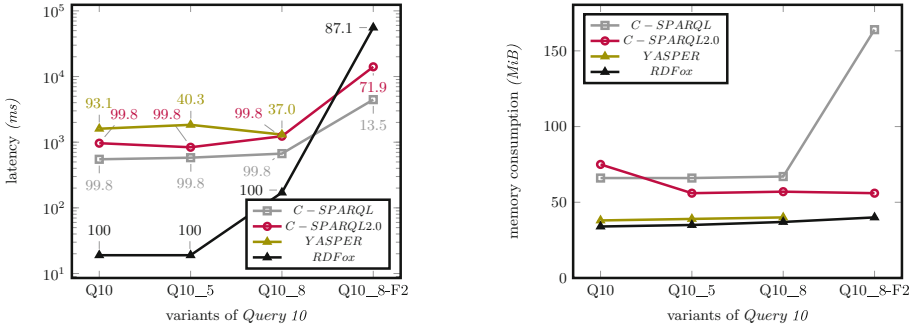 10^5
10^4
10^3
10^2
10^1
latency (ms)
87.1
93.1
99.8
99.8
40.3
99.8
37.0
71.9
13.5
99.8
99.8
99.8
100
100
100
C − SPARQL
C − SPARQL2.0
YASPER
RDFox
Q10
Q10_5
Q10_8
Q10_8-F2
variants of Query 10
150
100
50
0
memory consumption (MiB)
C − SPARQL
C − SPARQL2.0
YASPER
RDFox
Q10
Q10_5
Q10_8
Q10_8-F2
variants of Query 10